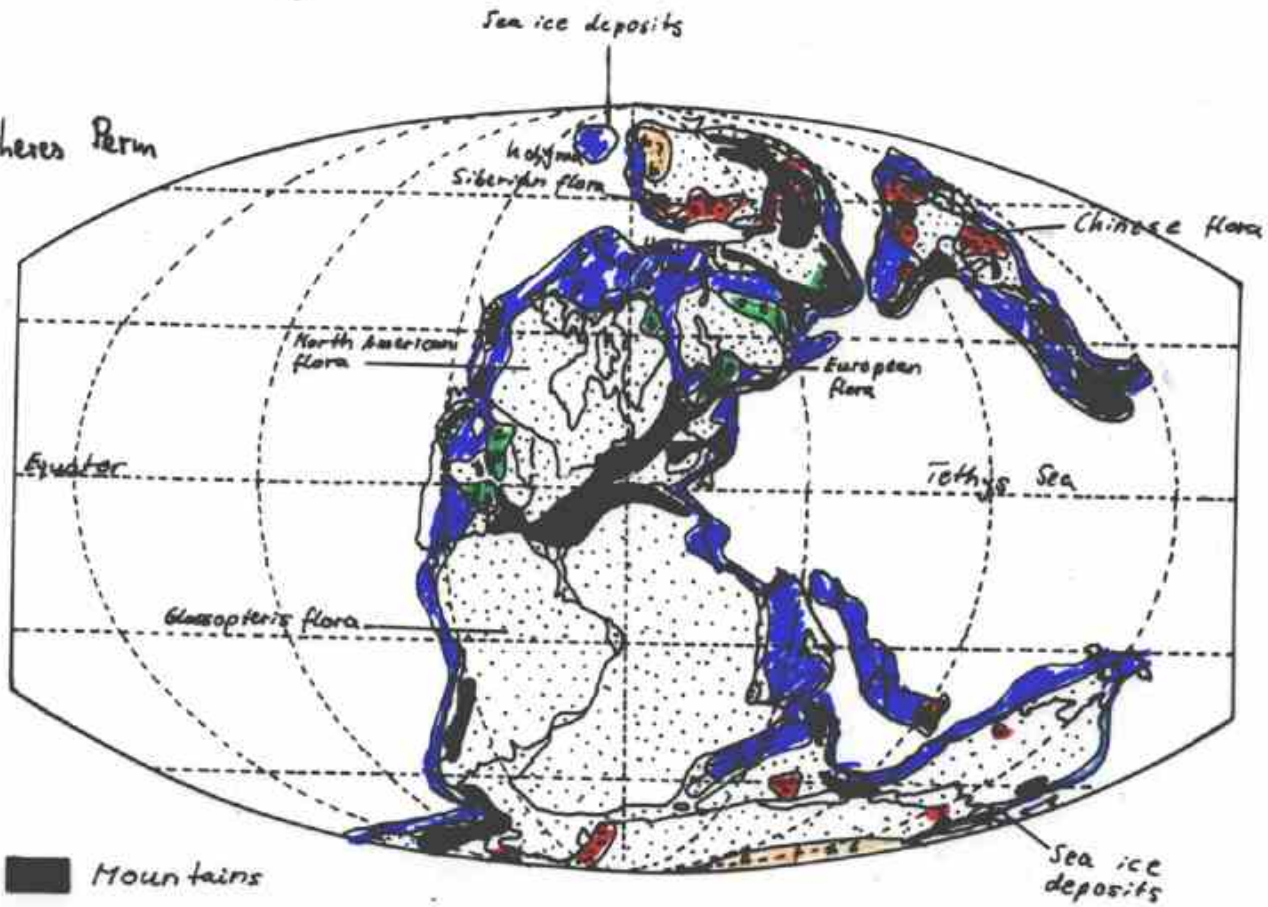 Sea ice deposits
Perm
Siberian flora
Chinese flora
North American
flora
European
flora
Equator
Tethys Sea
Glossopteris flora
Sea ice
deposits
Mountains